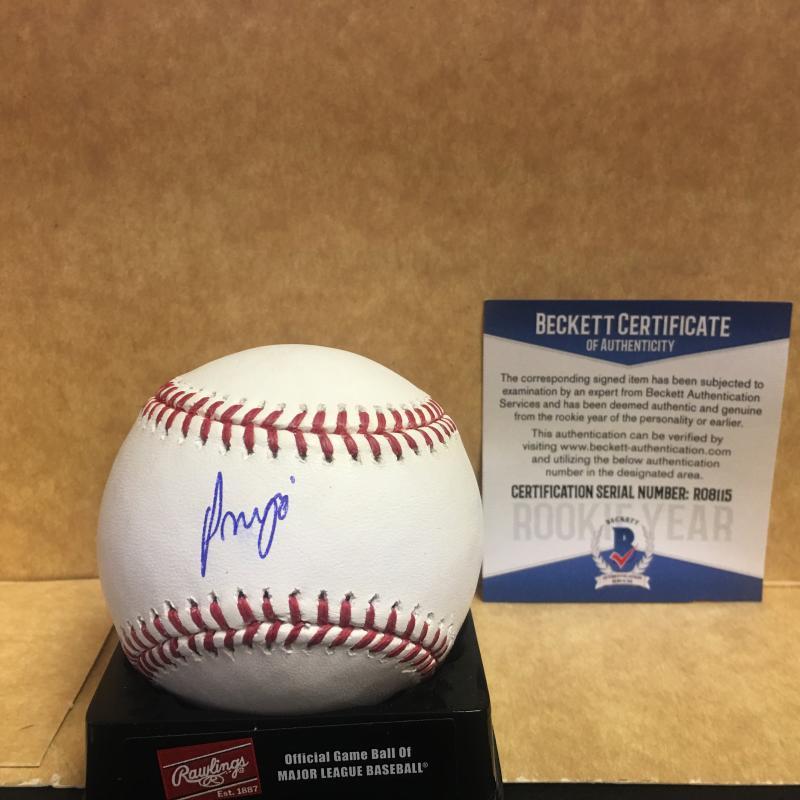 BECKETT CERTIFICATE
OF AUTHENTICITY
The corresponding signed item has been subjected to
examination by an expert from Beckett Authentication
Services and has been deemed authentic and genuine
from the rookie year of the personality or earlier.
This authentication can be verified by
visiting www.beckett-authentication.com
and utilizing the below authentication
number in the designated area.
CERTIFICATION SERIAL NUMBER: R08115
ROOKIE YEAR
BECKETT
B
Rawlings
Est. 1887
Official Game Ball Of
MAJOR LEAGUE BASEBALL®